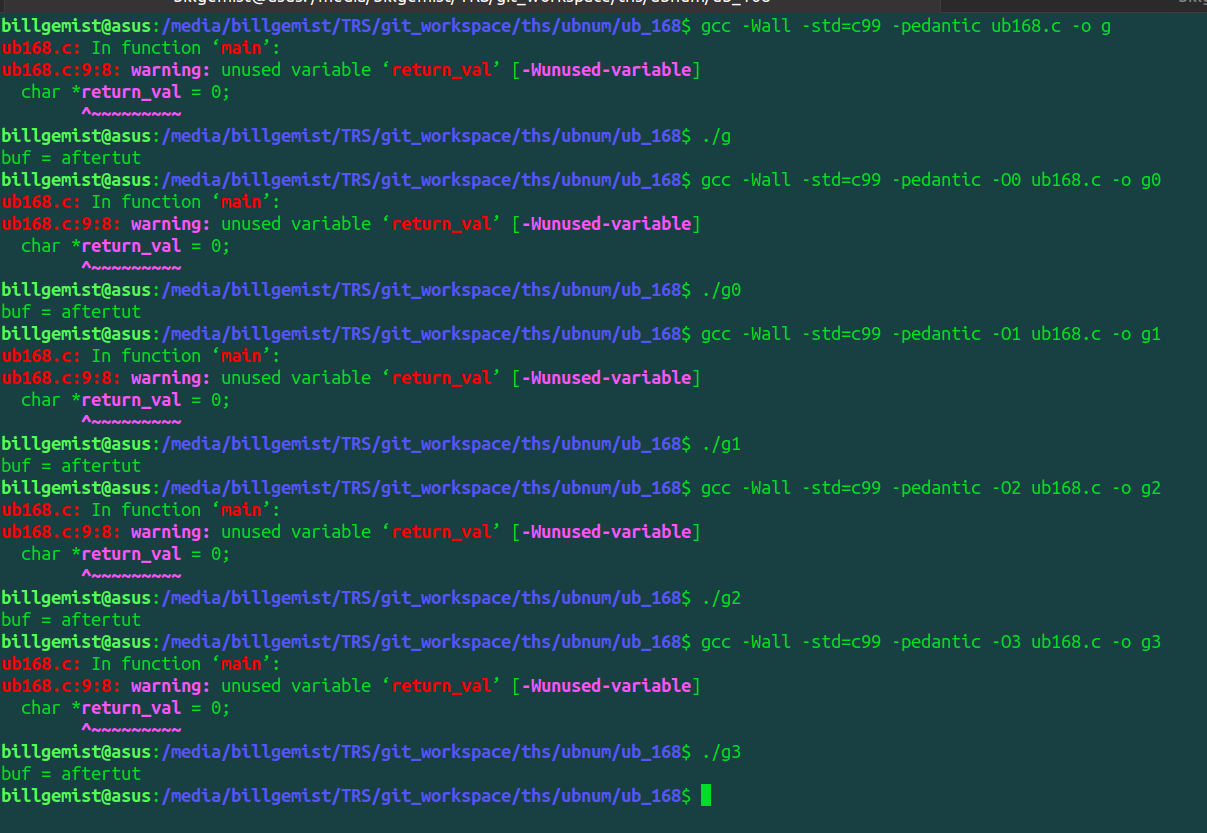 billgemist@asus:/media/billgemist/TRS/git_workspace/ths/ubnum/ub_168$ gcc -Wall -std=c99 -pedantic ub168.c -o g
ub168.c: In function ‘main’:
ub168.c:9:8: warning: unused variable ‘return_val’ [-Wunused-variable]
  char *return_val = 0;
        ^~~~~~~~~~
billgemist@asus:/media/billgemist/TRS/git_workspace/ths/ubnum/ub_168$ ./g
buf = aftertut
billgemist@asus:/media/billgemist/TRS/git_workspace/ths/ubnum/ub_168$ gcc -Wall -std=c99 -pedantic -O0 ub168.c -o g0
ub168.c: In function ‘main’:
ub168.c:9:8: warning: unused variable ‘return_val’ [-Wunused-variable]
  char *return_val = 0;
        ^~~~~~~~~~
billgemist@asus:/media/billgemist/TRS/git_workspace/ths/ubnum/ub_168$ ./g0
buf = aftertut
billgemist@asus:/media/billgemist/TRS/git_workspace/ths/ubnum/ub_168$ gcc -Wall -std=c99 -pedantic -O1 ub168.c -o g1
ub168.c: In function ‘main’:
ub168.c:9:8: warning: unused variable ‘return_val’ [-Wunused-variable]
  char *return_val = 0;
        ^~~~~~~~~~
billgemist@asus:/media/billgemist/TRS/git_workspace/ths/ubnum/ub_168$ ./g1
buf = aftertut
billgemist@asus:/media/billgemist/TRS/git_workspace/ths/ubnum/ub_168$ gcc -Wall -std=c99 -pedantic -O2 ub168.c -o g2
ub168.c: In function ‘main’:
ub168.c:9:8: warning: unused variable ‘return_val’ [-Wunused-variable]
  char *return_val = 0;
        ^~~~~~~~~~
billgemist@asus:/media/billgemist/TRS/git_workspace/ths/ubnum/ub_168$ ./g2
buf = aftertut
billgemist@asus:/media/billgemist/TRS/git_workspace/ths/ubnum/ub_168$ gcc -Wall -std=c99 -pedantic -O3 ub168.c -o g3
ub168.c: In function ‘main’:
ub168.c:9:8: warning: unused variable ‘return_val’ [-Wunused-variable]
  char *return_val = 0;
        ^~~~~~~~~~
billgemist@asus:/media/billgemist/TRS/git_workspace/ths/ubnum/ub_168$ ./g3
buf = aftertut
billgemist@asus:/media/billgemist/TRS/git_workspace/ths/ubnum/ub_168$